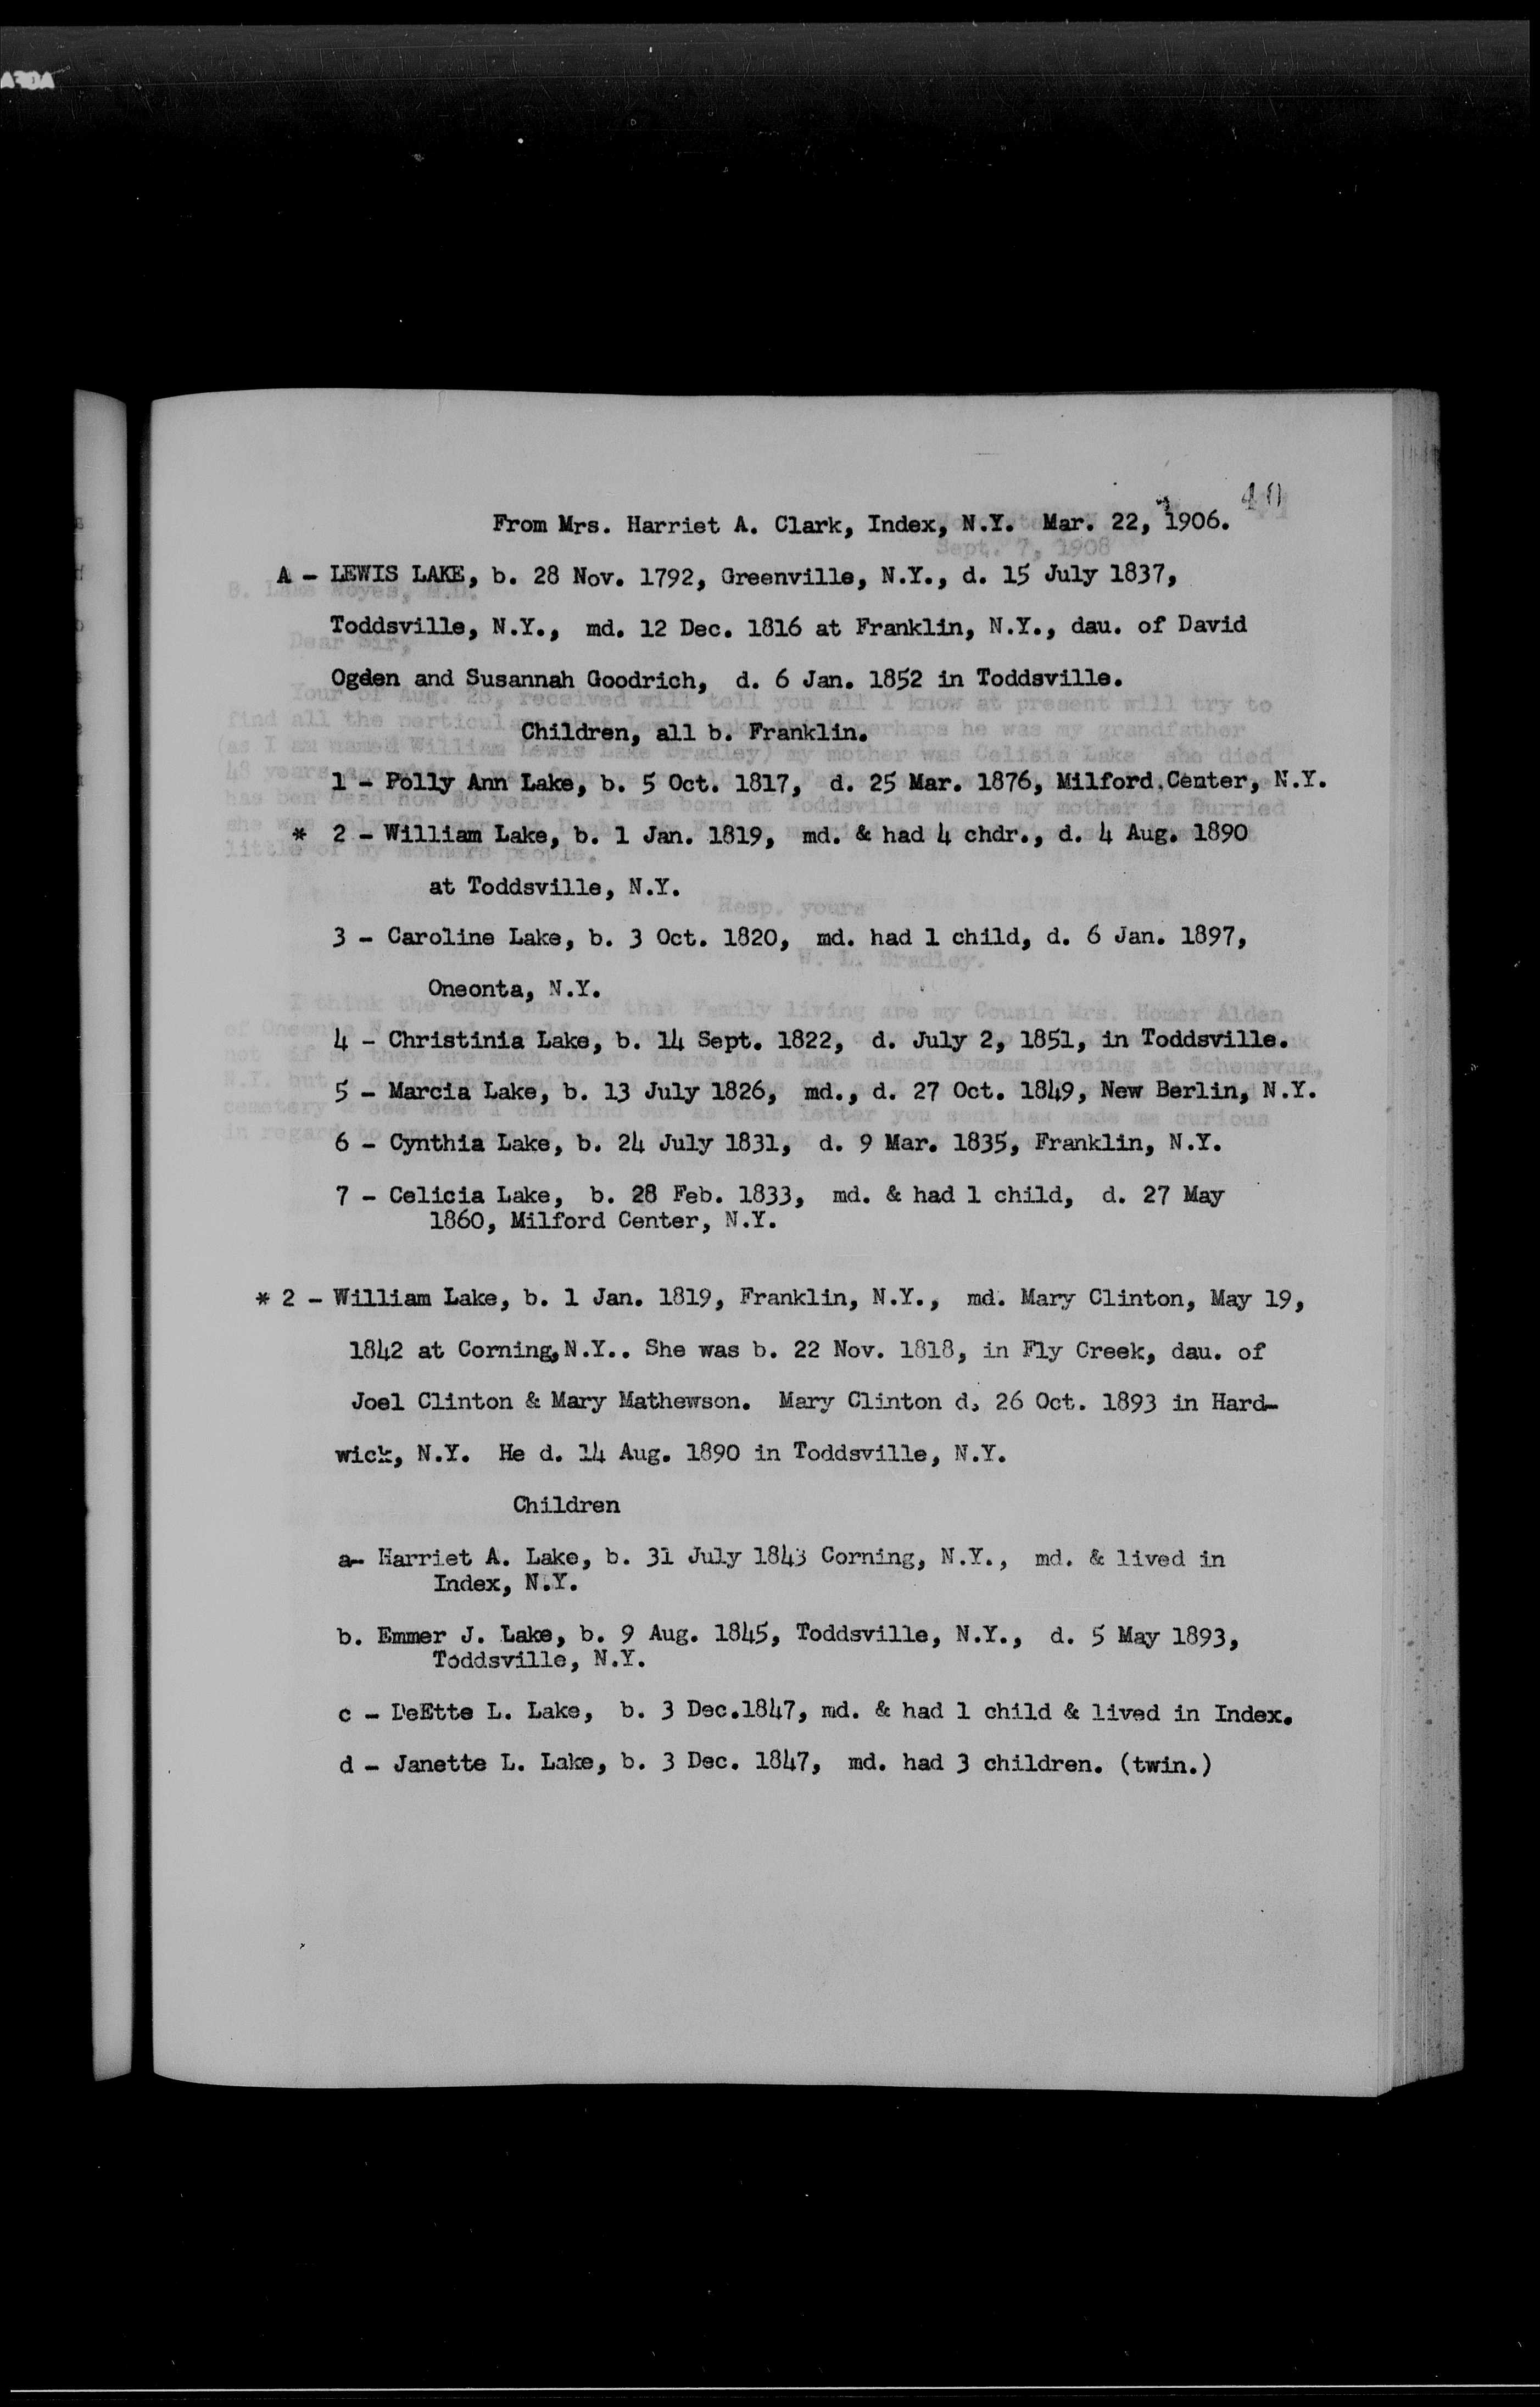 40
From Mrs. Harriet A. Clark, Index, N.Y. Mar. 22, 1906.
Sept. 7, 1908
A - LEWIS LAKE, b. 28 Nov. 1792, Greenville, N.Y., d. 15 July 1837,
Toddsville, N.Y., md. 12 Dec. 1816 at Franklin, N.Y., dau. of David
Dear Sir,
Ogden and Susannah Goodrich, d. 6 Jan. 1852 in Toddsville.
Children, all b. Franklin.
1 - Polly Ann Lake, b. 5 Oct. 1817, d. 25 Mar. 1876, Milford Center, N.Y.
* 2 - William Lake, b. 1 Jan. 1819, md. & had 4 chdr., d. 4 Aug. 1890
at Toddsville, N.Y.
Resp. yours
3 - Caroline Lake, b. 3 Oct. 1820, md. had 1 child, d. 6 Jan. 1897,
W. L. Bradley.
Oneonta, N.Y.
4 - Christinia Lake, b. 14 Sept. 1822, d. July 2, 1851, in Toddsville.
5 - Marcia Lake, b. 13 July 1826, md., d. 27 Oct. 1849, New Berlin, N.Y.
6 - Cynthia Lake, b. 24 July 1831, d. 9 Mar. 1835, Franklin, N.Y.
7 - Celicia Lake, b. 28 Feb. 1833, md. & had 1 child, d. 27 May
1860, Milford Center, N.Y.
* 2 - William Lake, b. 1 Jan. 1819, Franklin, N.Y., md. Mary Clinton, May 19,
1842 at Corning,N.Y.. She was b. 22 Nov. 1818, in Fly Creek, dau. of
Joel Clinton & Mary Mathewson. Mary Clinton d. 26 Oct. 1893 in Hard-
wick, N.Y. He d. 14 Aug. 1890 in Toddsville, N.Y.
Children
a- Harriet A. Lake, b. 31 July 1843 Corning, N.Y., md. & lived in
Index, N.Y.
b. Emmer J. Lake, b. 9 Aug. 1845, Toddsville, N.Y., d. 5 May 1893,
Toddsville, N.Y.
c - DeEtte L. Lake, b. 3 Dec.1847, md. & had 1 child & lived in Index.
d - Janette L. Lake, b. 3 Dec. 1847, md. had 3 children. (twin.)